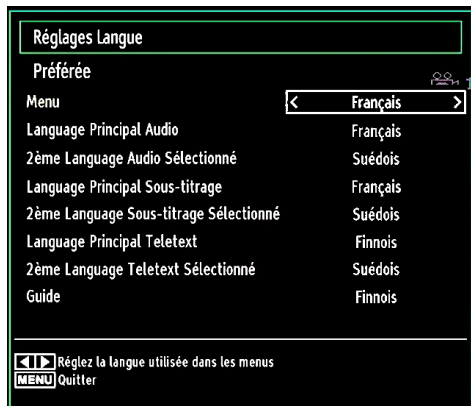 Réglages Langue
Préférée
Menu < Français >
Language Principal Audio Français
2ème Language Audio Sélectionné Suédois
Language Principal Sous-titrage Français
2ème Language Sous-titrage Sélectionné Suédois
Language Principal Teletext Finnois
2ème Language Teletext Sélectionné Suédois
Guide Finnois
Réglez la langue utilisée dans les menus
MENU Quitter